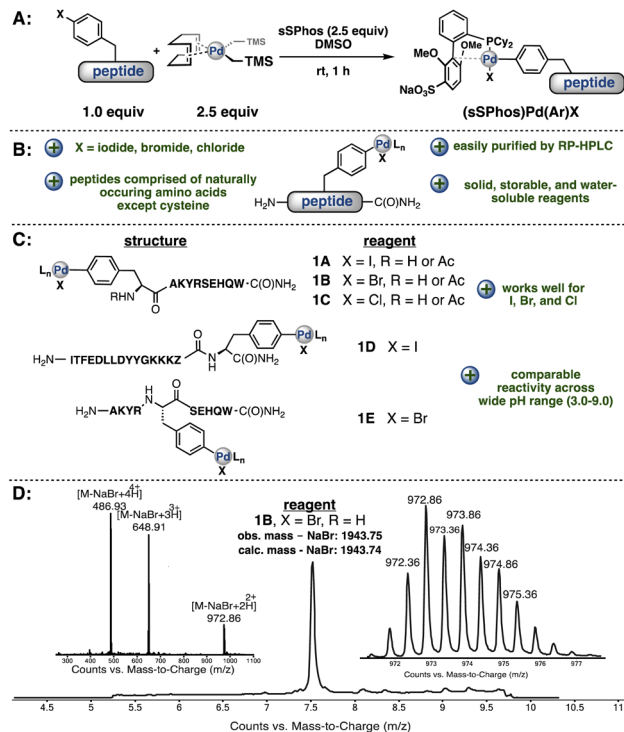 A:
X
peptide
1.0 equiv
+
Pd
TMS
TMS
2.5 equiv
sSPhos (2.5 equiv)
DMSO
rt, 1 h
MeO
OMe
PCy2
Pd
X
NaO3S
peptide
(sSPhos)Pd(Ar)X
B:
+ X = iodide, bromide, chloride
+ peptides comprised of naturally
occuring amino acids
except cysteine
Pd Ln
X
H2N peptide C(O)NH2
+ easily purified by RP-HPLC
+ solid, storable, and water-
soluble reagents
C:
structure
reagent
Ln Pd
X
RHN
O
AKYRSEHQW-C(O)NH2
1A X = I, R = H or Ac
1B X = Br, R = H or Ac
1C X = Cl, R = H or Ac
+ works well for
I, Br, and Cl
H2N ITFEDLLDYYGKKKZ
O
N
H
C(O)NH2
Pd Ln
X
1D X = I
+ comparable
reactivity across
wide pH range (3.0-9.0)
H2N-AKYR
H
N
O
SEHQW-C(O)NH2
Pd Ln
X
1E X = Br
D:
[M-NaBr+4H]4+
486.93
[M-NaBr+3H]3+
648.91
[M-NaBr+2H]2+
972.86
300 400 500 600 700 800 900 1000 1100
Counts vs. Mass-to-Charge (m/z)
reagent
1B, X = Br, R = H
obs. mass – NaBr: 1943.75
calc. mass - NaBr: 1943.74
972.36
972.86
973.36
973.86
974.36
974.86
975.36
972 973 974 975 976 977
Counts vs. Mass-to-Charge (m/z)
4.5 5 5.5 6 6.5 7 7.5 8 8.5 9 9.5 10 10.5 11
Counts vs. Mass-to-Charge (m/z)